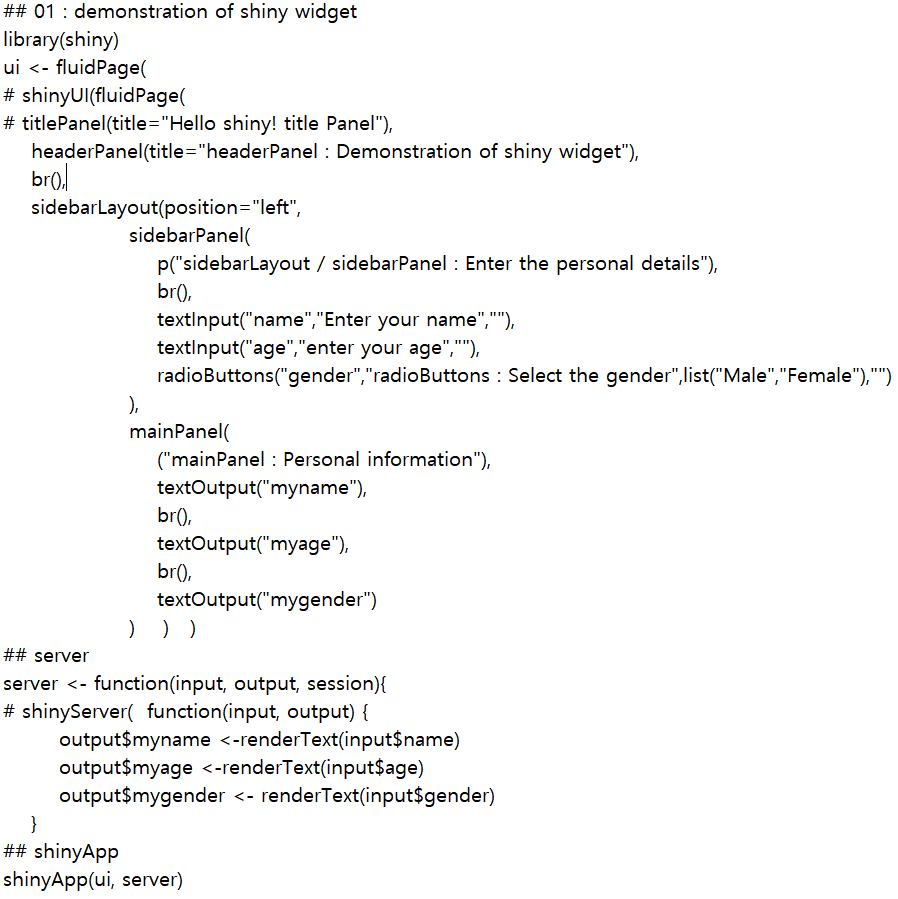 ## 01 : demonstration of shiny widget
library(shiny)
ui <- fluidPage(
# shinyUI(fluidPage(
# titlePanel(title="Hello shiny! title Panel"),
headerPanel(title="headerPanel : Demonstration of shiny widget"),
br(),
sidebarLayout(position="left",
sidebarPanel(
p("sidebarLayout / sidebarPanel : Enter the personal details"),
br(),
textInput("name","Enter your name",""),
textInput("age","enter your age",""),
radioButtons("gender","radioButtons : Select the gender",list("Male","Female"),"")
),
mainPanel(
("mainPanel : Personal information"),
textOutput("myname"),
br(),
textOutput("myage"),
br(),
textOutput("mygender")
) ) )
## server
server <- function(input, output, session){
# shinyServer( function(input, output) {
output$myname <-renderText(input$name)
output$myage <-renderText(input$age)
output$mygender <- renderText(input$gender)
}
## shinyApp
shinyApp(ui, server)